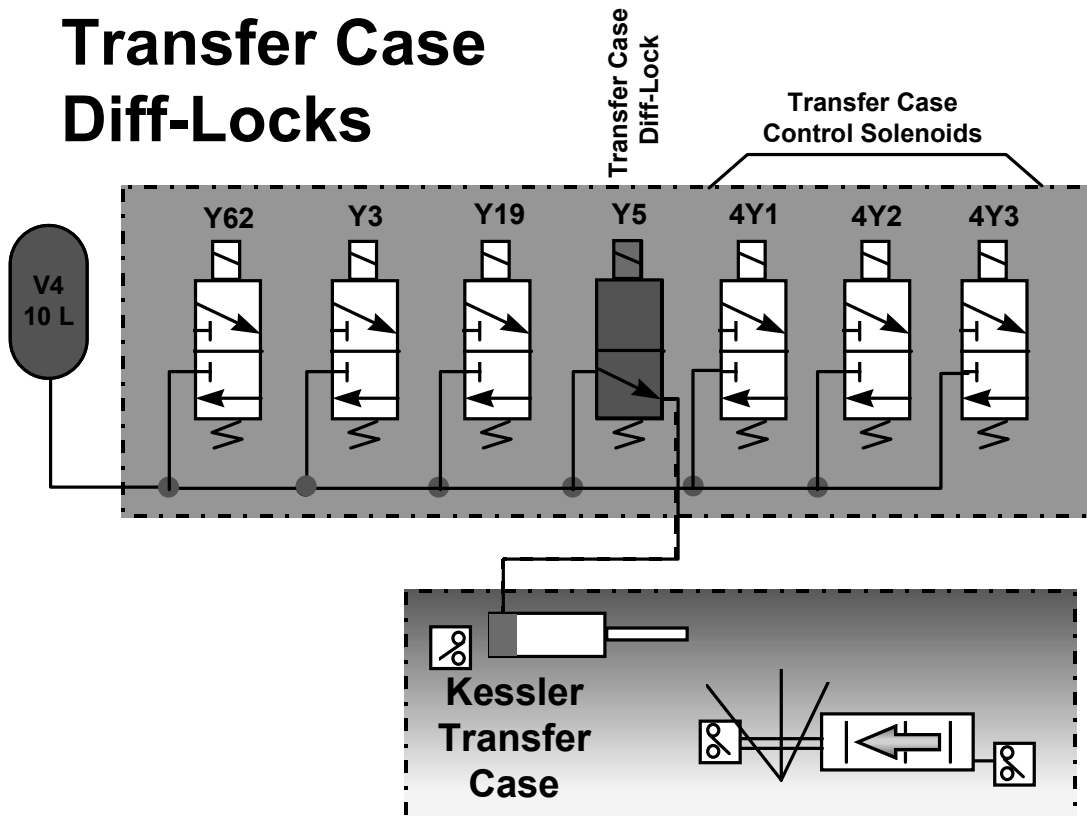 Transfer Case
Diff-Locks
Transfer Case
Diff-Lock
Transfer Case
Control Solenoids
Y62
Y3
Y19
Y5
4Y1
4Y2
4Y3
V4
10 L
Kessler
Transfer
Case